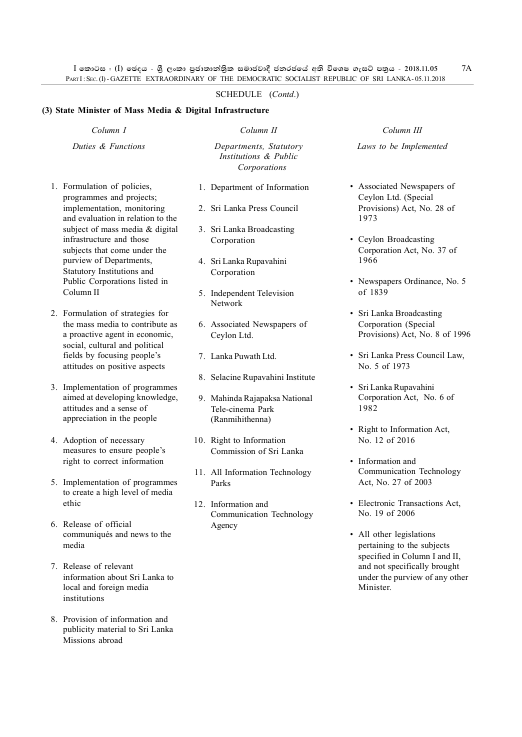 I කොටස : (I) ඡෙදය - ශ්‍රී ලංකා ප්‍රජාතාන්ත්‍රික සමාජවාදී ජනරජයේ අති විශෙෂ ගැසට් පත්‍රය - 2018.11.05 7A
PART I : SEC. (I) - GAZETTE EXTRAORDINARY OF THE DEMOCRATIC SOCIALIST REPUBLIC OF SRI LANKA - 05.11.2018
SCHEDULE (Contd.)
(3) State Minister of Mass Media & Digital Infrastructure
Column I
Duties & Functions
1. Formulation of policies,
programmes and projects;
implementation, monitoring
and evaluation in relation to the
subject of mass media & digital
infrastructure and those
subjects that come under the
purview of Departments,
Statutory Institutions and
Public Corporations listed in
Column II
2. Formulation of strategies for
the mass media to contribute as
a proactive agent in economic,
social, cultural and political
fields by focusing people's
attitudes on positive aspects
3. Implementation of programmes
aimed at developing knowledge,
attitudes and a sense of
appreciation in the people
4. Adoption of necessary
measures to ensure people's
right to correct information
5. Implementation of programmes
to create a high level of media
ethic
6. Release of official
communiqués and news to the
media
7. Release of relevant
information about Sri Lanka to
local and foreign media
institutions
8. Provision of information and
publicity material to Sri Lanka
Missions abroad
Column II
Departments, Statutory
Institutions & Public
Corporations
1. Department of Information
2. Sri Lanka Press Council
3. Sri Lanka Broadcasting
Corporation
4. Sri Lanka Rupavahini
Corporation
5. Independent Television
Network
6. Associated Newspapers of
Ceylon Ltd.
7. Lanka Puwath Ltd.
8. Selacine Rupavahini Institute
9. Mahinda Rajapaksa National
Tele-cinema Park
(Ranmihithenna)
10. Right to Information
Commission of Sri Lanka
11. All Information Technology
Parks
12. Information and
Communication Technology
Agency
Column III
Laws to be Implemented
• Associated Newspapers of
Ceylon Ltd. (Special
Provisions) Act, No. 28 of
1973
• Ceylon Broadcasting
Corporation Act, No. 37 of
1966
• Newspapers Ordinance, No. 5
of 1839
• Sri Lanka Broadcasting
Corporation (Special
Provisions) Act, No. 8 of 1996
• Sri Lanka Press Council Law,
No. 5 of 1973
• Sri Lanka Rupavahini
Corporation Act, No. 6 of
1982
• Right to Information Act,
No. 12 of 2016
• Information and
Communication Technology
Act, No. 27 of 2003
• Electronic Transactions Act,
No. 19 of 2006
• All other legislations
pertaining to the subjects
specified in Column I and II,
and not specifically brought
under the purview of any other
Minister.